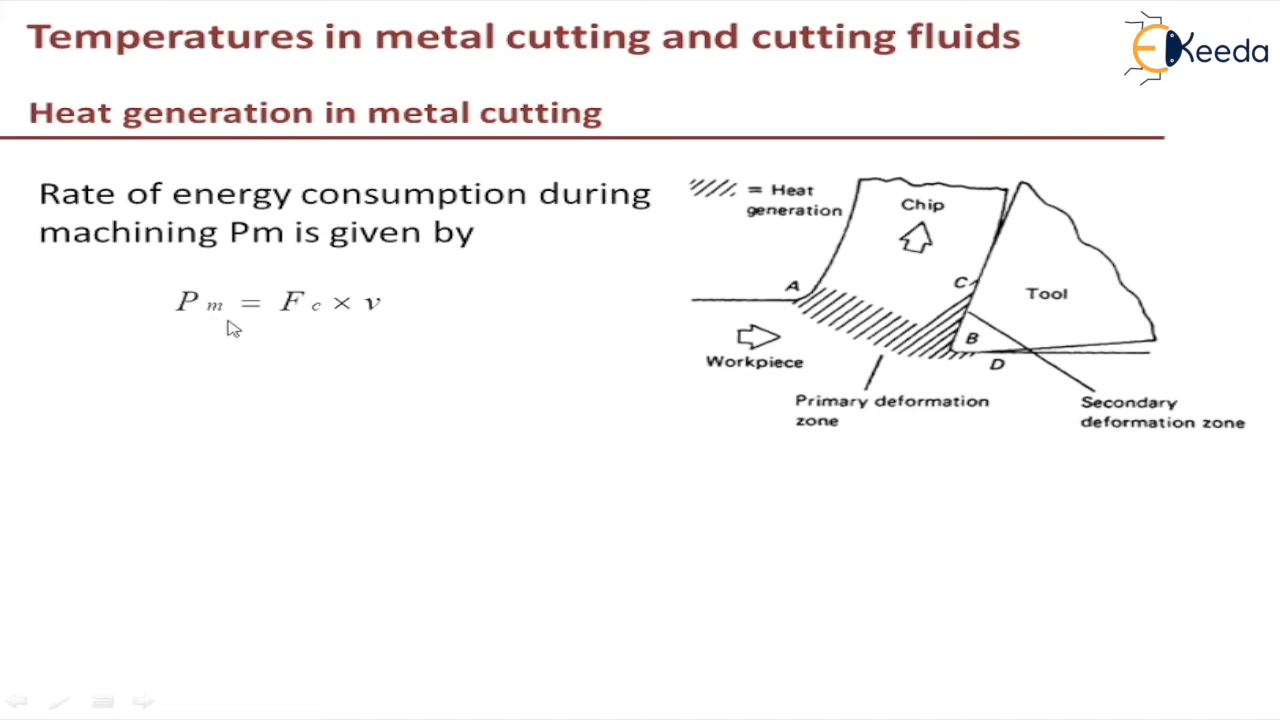 Temperatures in metal cutting and cutting fluids
EKeeda
Heat generation in metal cutting
Rate of energy consumption during
machining Pm is given by
P m = F c × v
= Heat
generation
Chip
A
C
Tool
B
D
Workpiece
Primary deformation
zone
Secondary
deformation zone